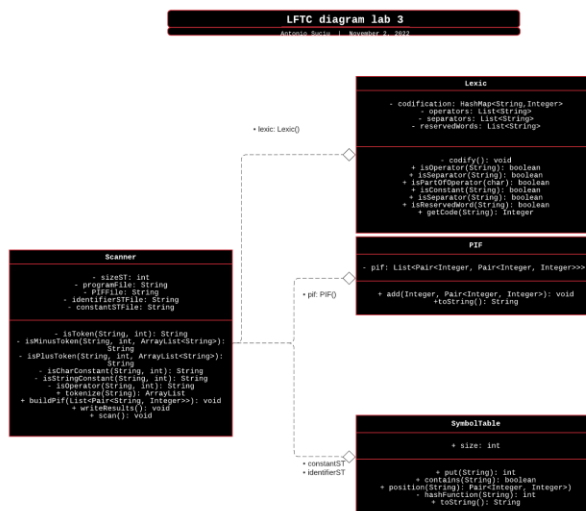 LFTC diagram lab 3
Antonio Suciu | November 2, 2022
Lexic
- codification: HashMap<String,Integer>
- operators: List<String>
- separators: List<String>
- reservedWords: List<String>
- codify(): void
+ isOperator(String): boolean
+ isSeparator(String): boolean
+ isPartOfOperator(char): boolean
+ isConstant(String): boolean
+ isSeparator(String): boolean
+ isReservedWord(String): boolean
+ getCode(String): Integer
• lexic: Lexic()
PIF
- pif: List<Pair<Integer, Pair<Integer, Integer>>>
+ add(Integer, Pair<Integer, Integer>): void
+toString(): String
• pif: PIF()
Scanner
- sizeST: int
- programFile: String
- PIFFile: String
- identifierSTFile: String
- constantSTFile: String
- isToken(String, int): String
- isMinusToken(String, int, ArrayList<String>):
String
- isPlusToken(String, int, ArrayList<String>):
String
- isCharConstant(String, int): String
- isStringConstant(String, int): String
- isOperator(String, int): String
+ tokenize(String): ArrayList
+ buildPif(List<Pair<String, Integer>>): void
+ writeResults(): void
+ scan(): void
SymbolTable
+ size: int
+ put(String): int
+ contains(String): boolean
+ position(String): Pair<Integer, Integer>)
- hashFunction(String): int
+ toString(): String
• constantST
• identifierST